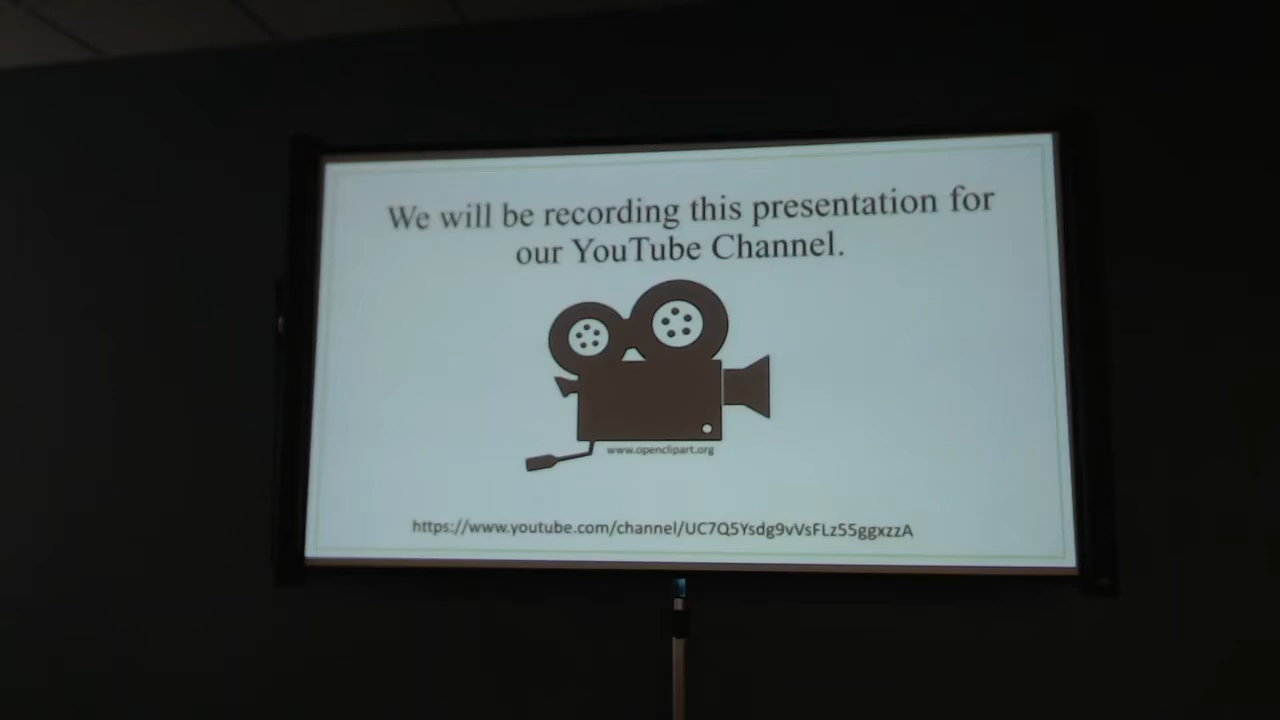 We will be recording this presentation for
our YouTube Channel.
www.openclipart.org
https://www.youtube.com/channel/UC7Q5Ysdg9vVsFLz55ggxzzA